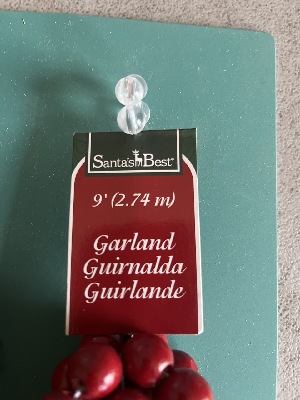 Santa's Best
9' (2.74 m)
Garland
Guirnalda
Guirlande